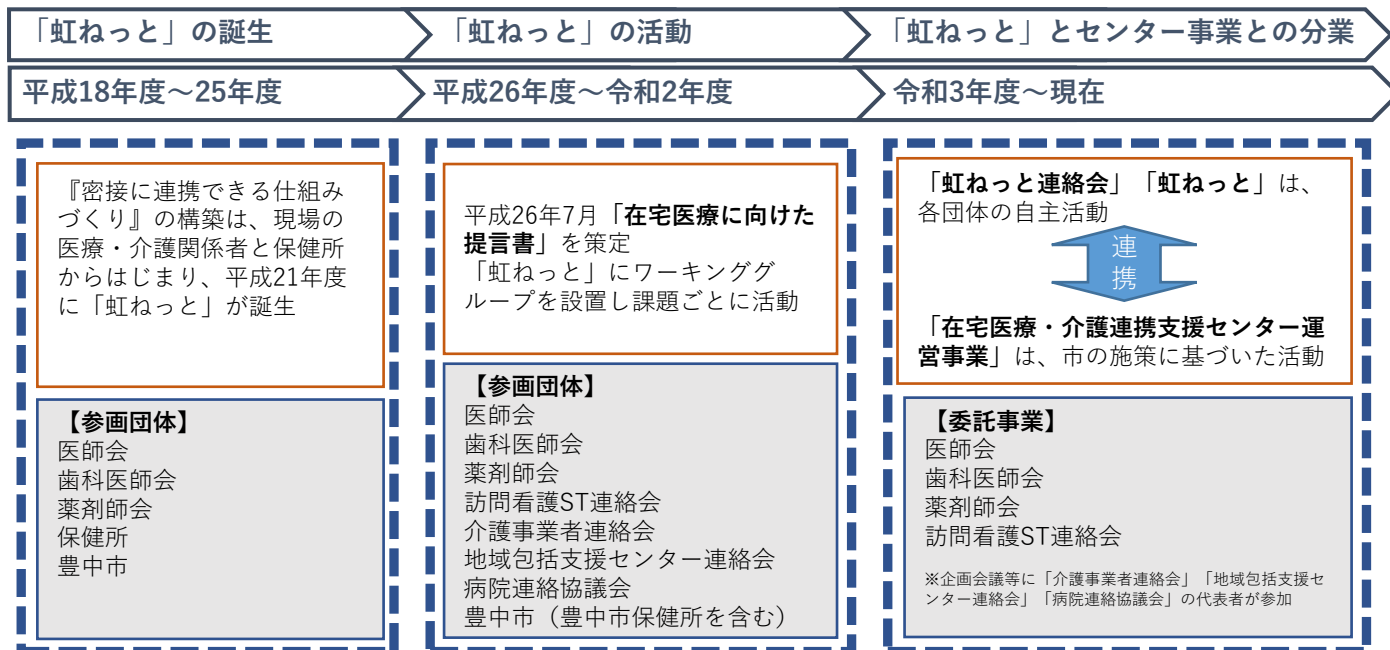 「虹ねっと」の誕生
「虹ねっと」の活動
「虹ねっと」とセンター事業との分業
平成18年度～25年度
平成26年度～令和2年度
令和3年度～現在
『密接に連携できる仕組み
づくり』の構築は、現場の
医療・介護関係者と保健所
からはじまり、平成21年度
に「虹ねっと」が誕生
【参画団体】
医師会
歯科医師会
薬剤師会
保健所
豊中市
平成26年7月「在宅医療に向けた
提言書」を策定
「虹ねっと」にワーキンググ
ループを設置し課題ごとに活動
【参画団体】
医師会
歯科医師会
薬剤師会
訪問看護ST連絡会
介護事業者連絡会
地域包括支援センター連絡会
病院連絡協議会
豊中市（豊中市保健所を含む）
「虹ねっと連絡会」「虹ねっと」は、
各団体の自主活動
連
携
「在宅医療・介護連携支援センター運
営事業」は、市の施策に基づいた活動
【委託事業】
医師会
歯科医師会
薬剤師会
訪問看護ST連絡会
※企画会議等に「介護事業者連絡会」「地域包括支援セ
ンター連絡会」「病院連絡協議会」の代表者が参加